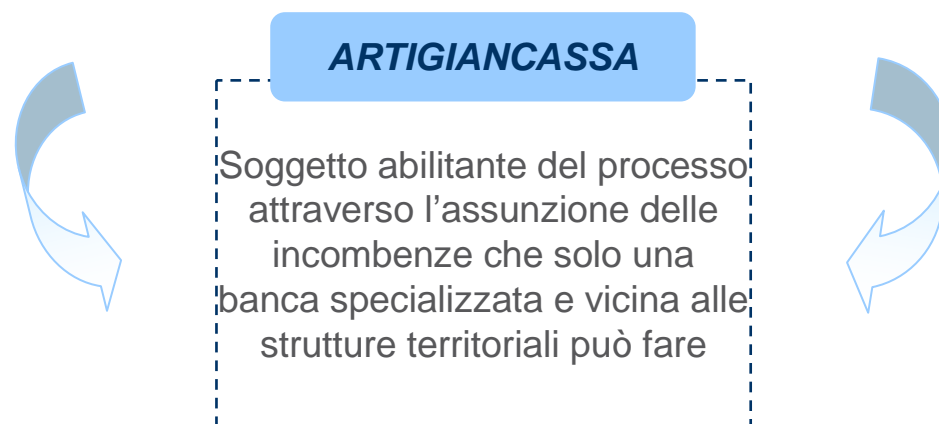 ARTIGIANCASSA
Soggetto abilitante del processo
attraverso l’assunzione delle
incombenze che solo una
banca specializzata e vicina alle
strutture territoriali può fare